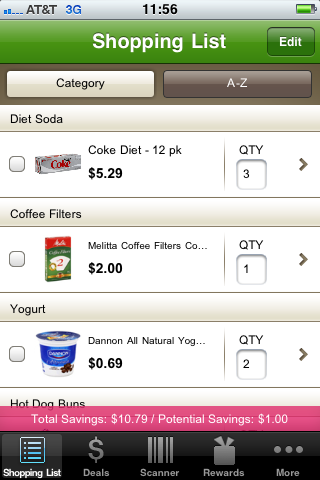 AT&T 3G 11:56
Shopping List Edit
Category A-Z
Diet Soda
Coke Diet - 12 pk QTY
$5.29 3
Coffee Filters
Melitta Coffee Filters Co... QTY
$2.00 1
Yogurt
Dannon All Natural Yog... QTY
$0.69 2
Hot Dog Buns
Total Savings: $10.79 / Potential Savings: $1.00
Shopping List Deals Scanner Rewards More